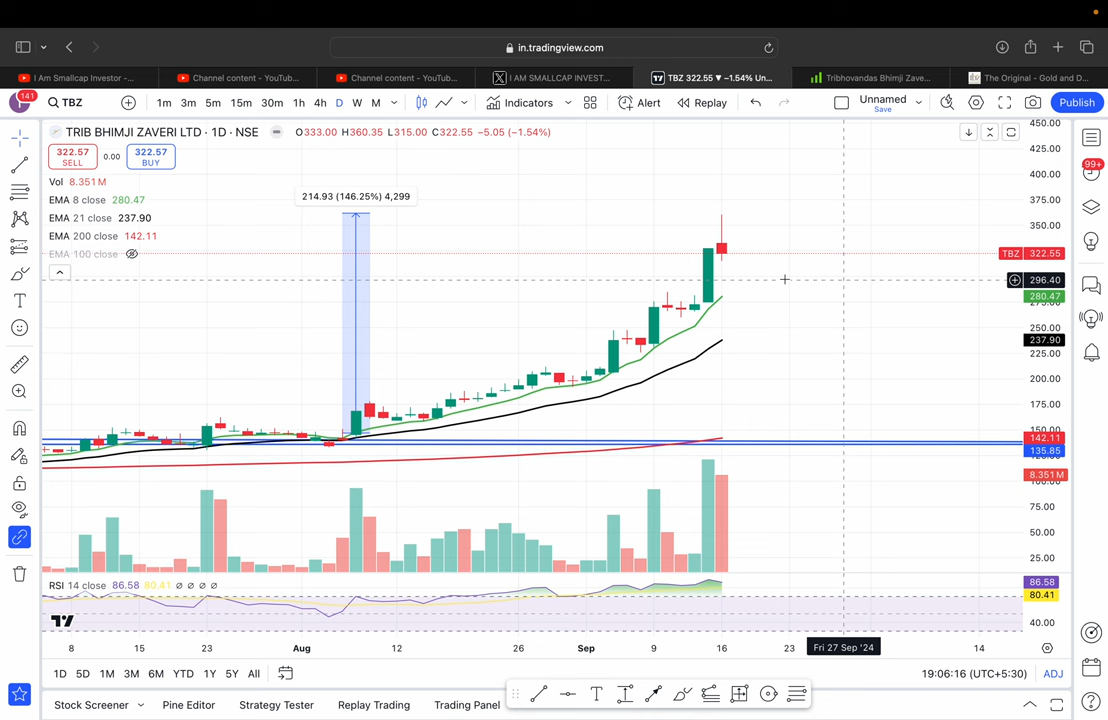 in.tradingview.com
I Am Smallcap Investor -...
Channel content - YouTub...
Channel content - YouTub...
I AM SMALLCAP INVEST...
TBZ 322.55 ▼ −1.54% Un...
Tribhovandas Bhimji Zave...
The Original - Gold and D...
141
TBZ
1m 3m 5m 15m 30m 1h 4h D W M
Indicators
Alert
Replay
Unnamed
Save
Publish
TRIB BHIMJI ZAVERI LTD · 1D · NSE
O333.00 H360.35 L315.00 C322.55 −5.05 (−1.54%)
322.57
SELL
0.00
322.57
BUY
Vol 8.351 M
EMA 8 close 280.47
EMA 21 close 237.90
EMA 200 close 142.11
EMA 100 close
214.93 (146.25%) 4,299
450.00
425.00
400.00
375.00
350.00
TBZ 322.55
296.40
280.47
250.00
237.90
225.00
200.00
175.00
150.00
142.11
135.85
8.351 M
75.00
50.00
25.00
99+
RSI 14 close 86.58 80.41 ∅ ∅ ∅ ∅
86.58
80.41
40.00
8 15 23 Aug 12 26 Sep 9 16 23 Fri 27 Sep '24 14
1D 5D 1M 3M 6M YTD 1Y 5Y All
19:06:16 (UTC+5:30)
ADJ
Stock Screener
Pine Editor
Strategy Tester
Replay Trading
Trading Panel